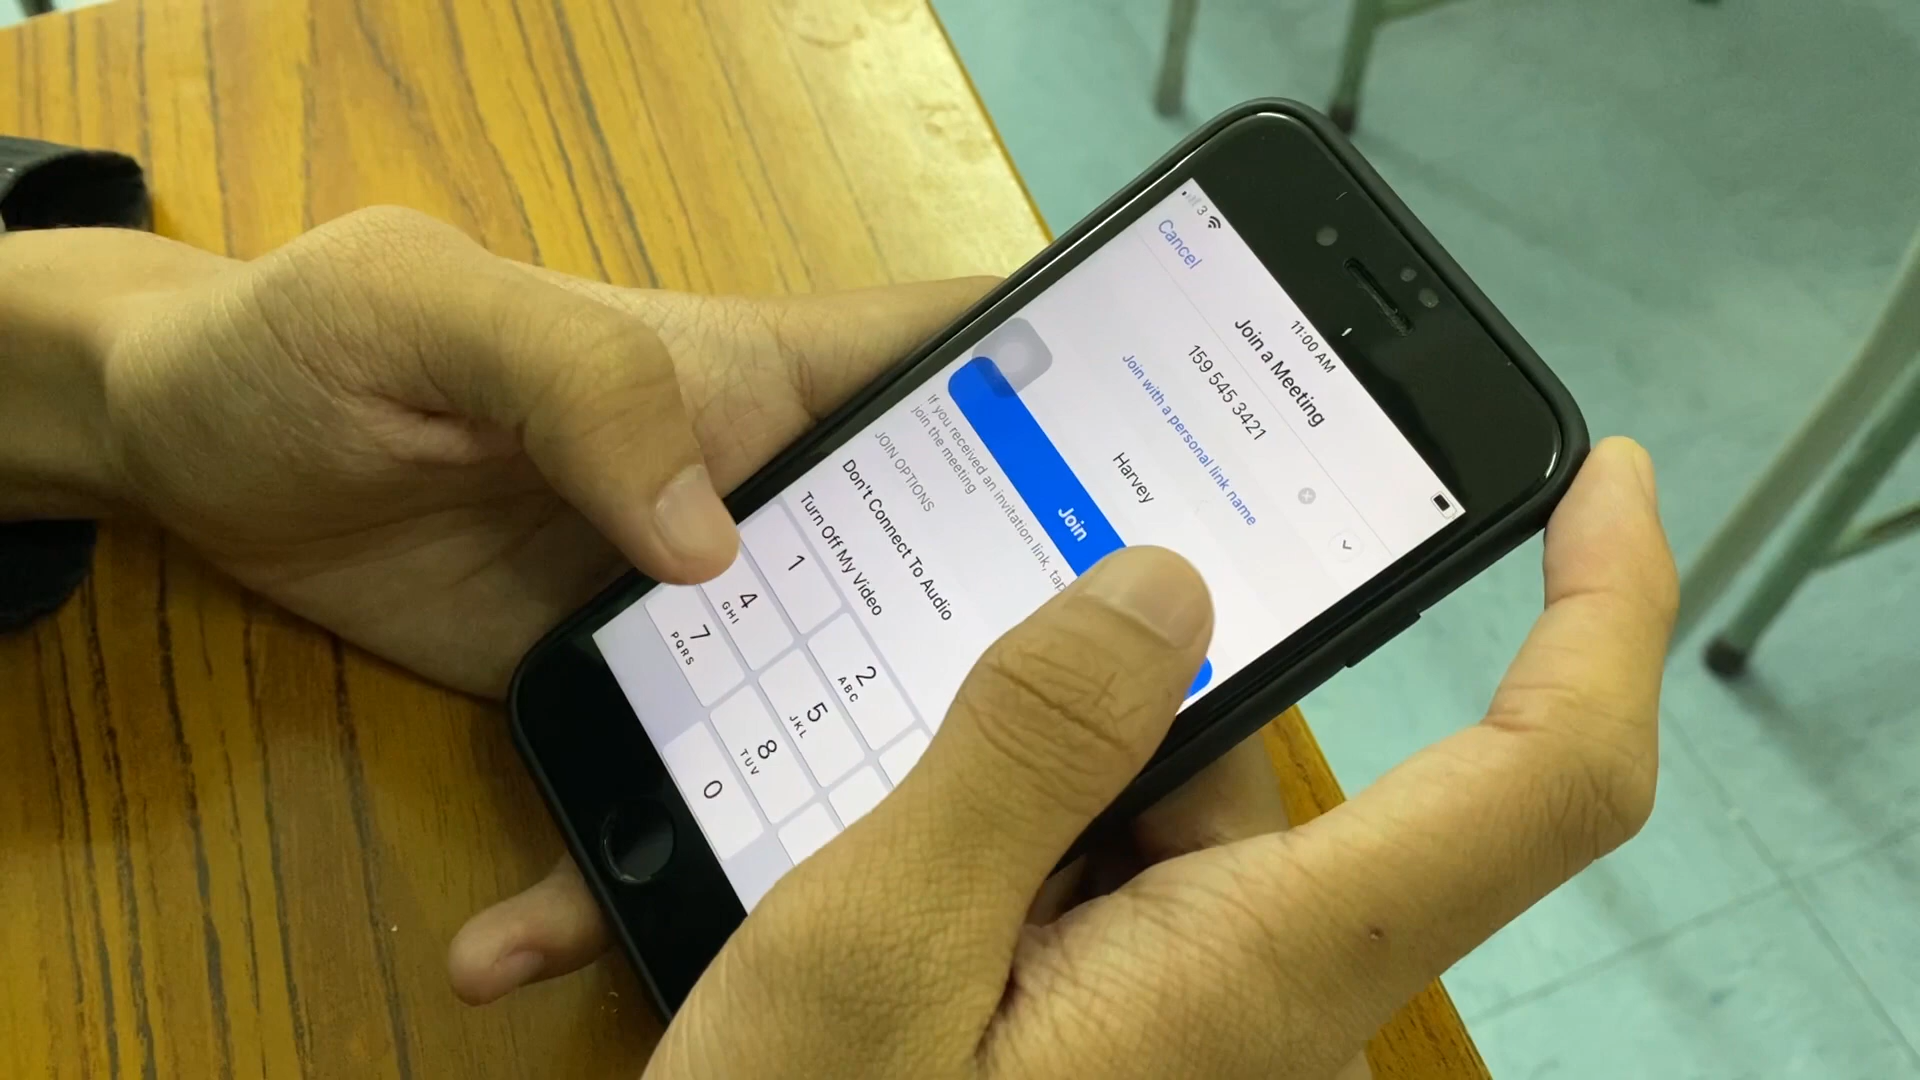 3
11:00 AM
Cancel
Join a Meeting
159 545 3421
Join with a personal link name
Harvey
Join
If you received an invitation link, tap
join the meeting
JOIN OPTIONS
Don't Connect To Audio
Turn Off My Video
1
2
ABC
4
GHI
5
JKL
7
PQRS
8
TUV
0